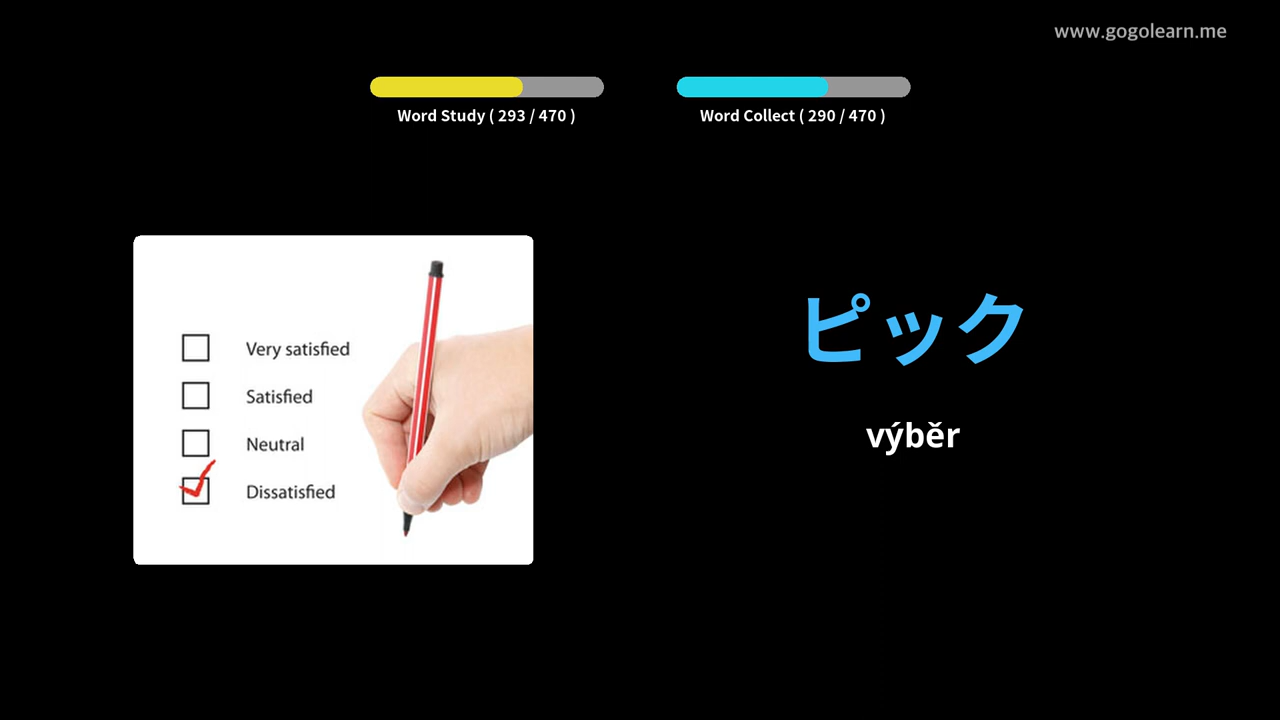 www.gogolearn.me
Word Study ( 293 / 470 )
Word Collect ( 290 / 470 )
Very satisfied
Satisfied
Neutral
Dissatisfied
ピック
výběr